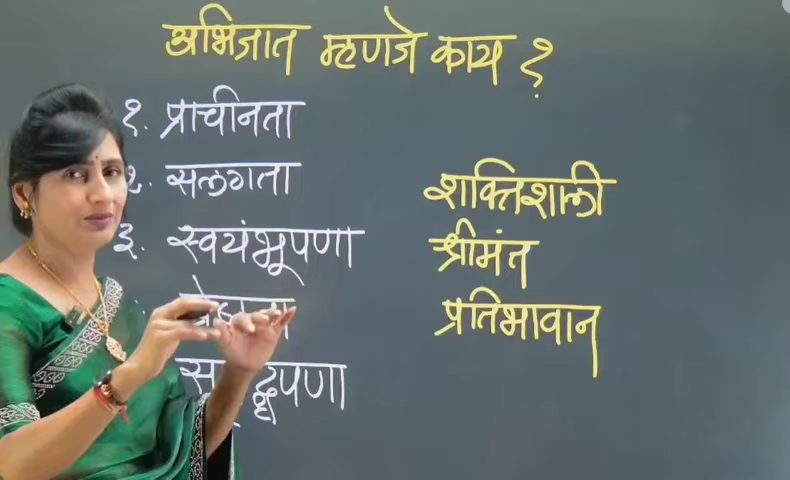 अभिजात म्हणजे काय ?
१. प्राचीनता
२. सलगता
३. स्वयंभूपणा
शक्तिशाली
श्रीमंत
प्रतिभावान